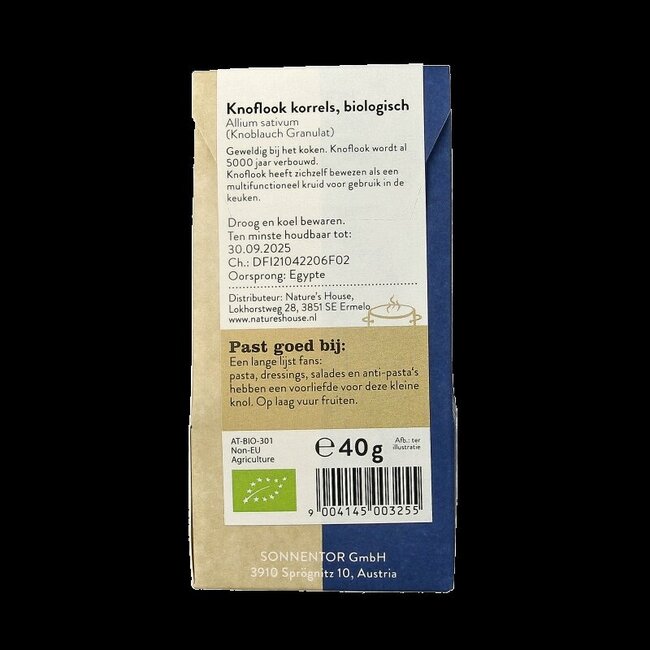 Knoflook korrels, biologisch
Allium sativum
(Knoblauch Granulat)
Geweldig bij het koken. Knoflook wordt al
5000 jaar verbouwd.
Knoflook heeft zichzelf bewezen als een
multifunctioneel kruid voor gebruik in de
keuken.
Droog en koel bewaren.
Ten minste houdbaar tot:
30.09.2025
Ch.: DFI21042206F02
Oorsprong: Egypte
Distributeur: Nature's House,
Lokhorstweg 28, 3851 SE Ermelo
www.natureshouse.nl
Past goed bij:
Een lange lijst fans:
pasta, dressings, salades en anti-pasta's
hebben een voorliefde voor deze kleine
knol. Op laag vuur fruiten.
AT-BIO-301
Non-EU
Agriculture
℮40g
Afb.: ter
illustratie
9 004145 003255
SONNENTOR GmbH
3910 Sprögnitz 10, Austria